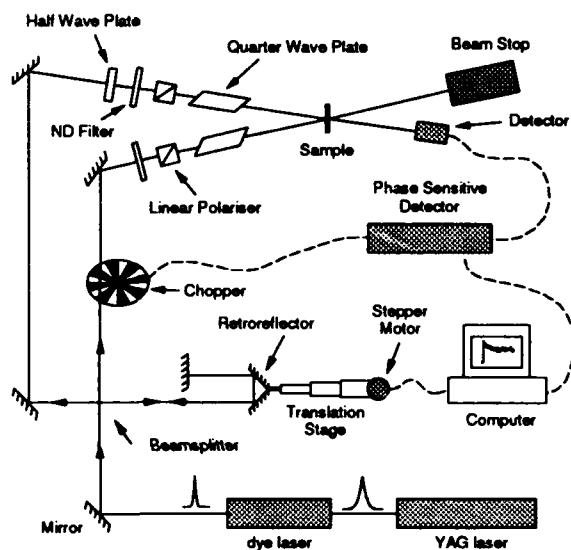 Half Wave Plate
Quarter Wave Plate
Beam Stop
ND Filter
Sample
Detector
Linear Polariser
Phase Sensitive
Detector
Chopper
Retroreflector
Stepper
Motor
Translation
Stage
Computer
Beamsplitter
Mirror
dye laser
YAG laser